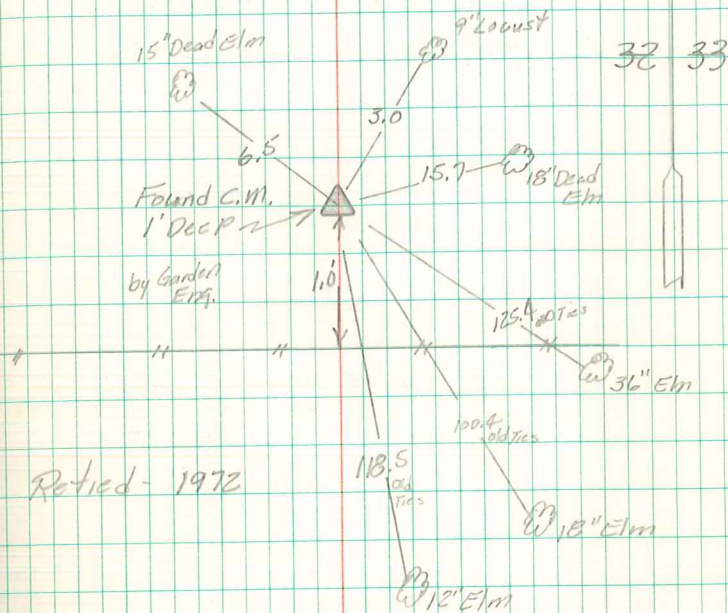 9" Locust
15" Dead Elm
32 33
3.0
6.5
15.7
18" Dead
Elm
Found C.M.
1' Deep
by Garden
Eng.
1.0'
125.4 old Ties
36" Elm
100.4
old Ties
118.5
old
Ties
Retied - 1972
18" Elm
12" Elm